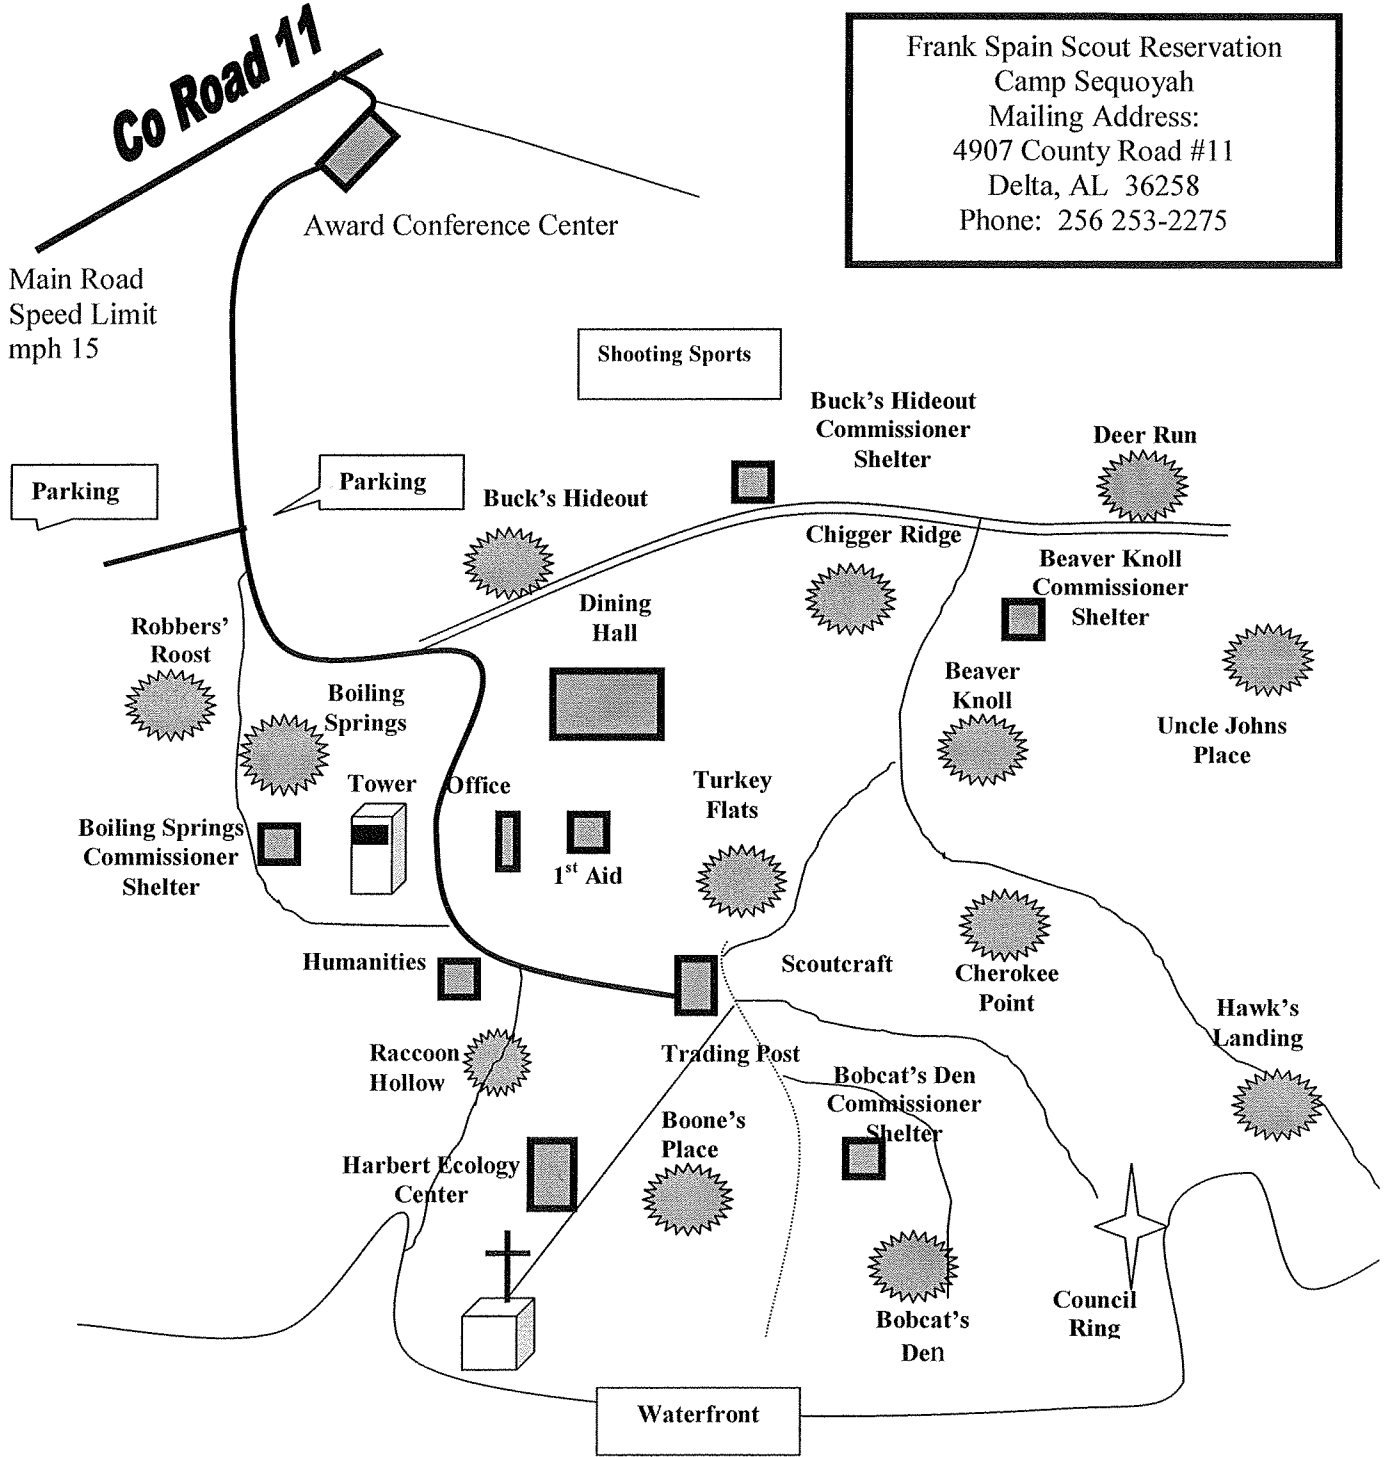 Co Road 11
Frank Spain Scout Reservation
Camp Sequoyah
Mailing Address:
4907 County Road #11
Delta, AL  36258
Phone:  256 253-2275
Award Conference Center
Main Road
Speed Limit
mph 15
Shooting Sports
Buck's Hideout
Commissioner
Shelter
Deer Run
Parking
Parking
Buck's Hideout
Chigger Ridge
Beaver Knoll
Commissioner
Shelter
Dining
Hall
Robbers'
Roost
Boiling
Springs
Beaver
Knoll
Uncle Johns
Place
Tower
Office
Turkey
Flats
Boiling Springs
Commissioner
Shelter
1st Aid
Humanities
Scoutcraft
Cherokee
Point
Hawk's
Landing
Raccoon
Hollow
Trading Post
Bobcat's Den
Commissioner
Shelter
Boone's
Place
Harbert Ecology
Center
Council
Ring
Bobcat's
Den
Waterfront